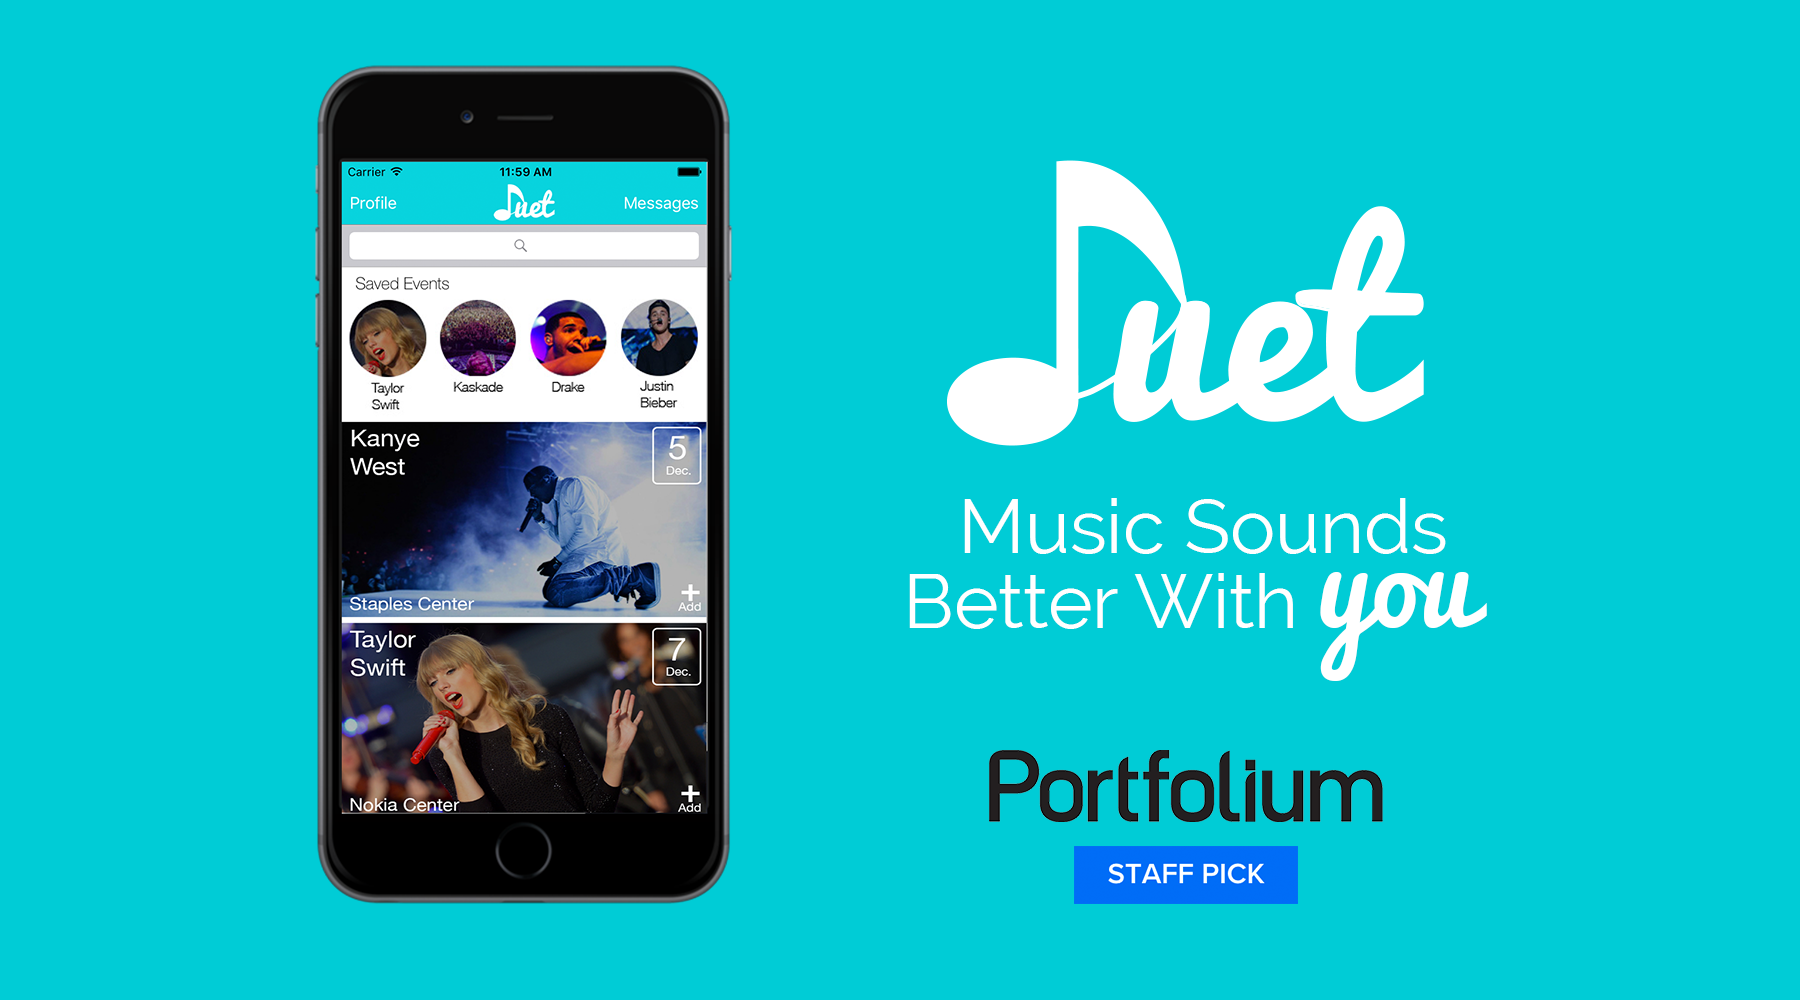 Carrier
11:59 AM
Profile
Duet
Messages
Saved Events
Taylor
Swift
Kaskade
Drake
Justin
Bieber
Kanye
West
5
Dec.
Staples Center
Add
Taylor
Swift
7
Dec.
Nokia Center
Add
Duet
Music Sounds
Better With you
Portfolium
STAFF PICK